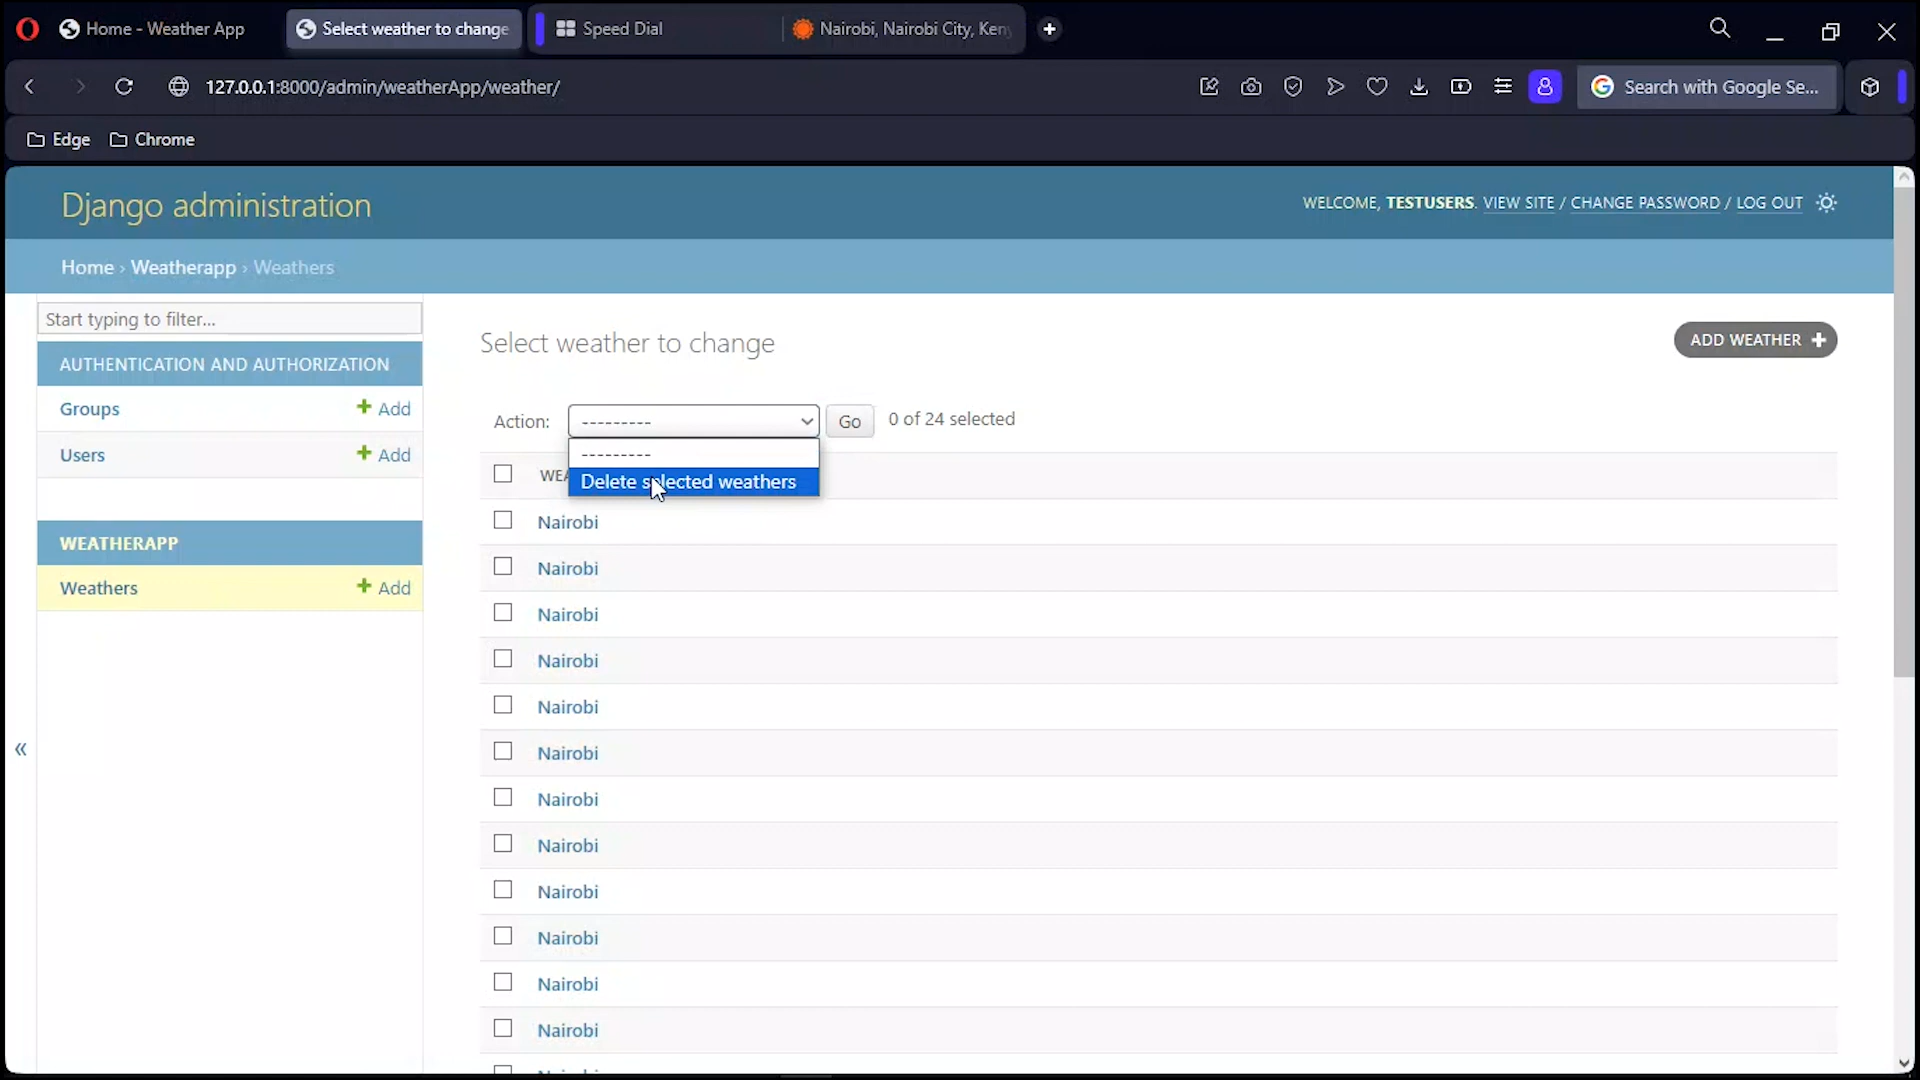 Home - Weather App
Select weather to change
Speed Dial
Nairobi, Nairobi City, Ken
127.0.0.1:8000/admin/weatherApp/weather/
Search with Google Se...
Edge
Chrome
Django administration
WELCOME, TESTUSERS. VIEW SITE / CHANGE PASSWORD / LOG OUT
Home › Weatherapp › Weathers
Start typing to filter...
AUTHENTICATION AND AUTHORIZATION
Groups
Add
Users
Add
WEATHERAPP
Weathers
Add
Select weather to change
ADD WEATHER
Action:
---------
Go
0 of 24 selected
---------
WEA
Delete selected weathers
Nairobi
Nairobi
Nairobi
Nairobi
Nairobi
Nairobi
Nairobi
Nairobi
Nairobi
Nairobi
Nairobi
Nairobi